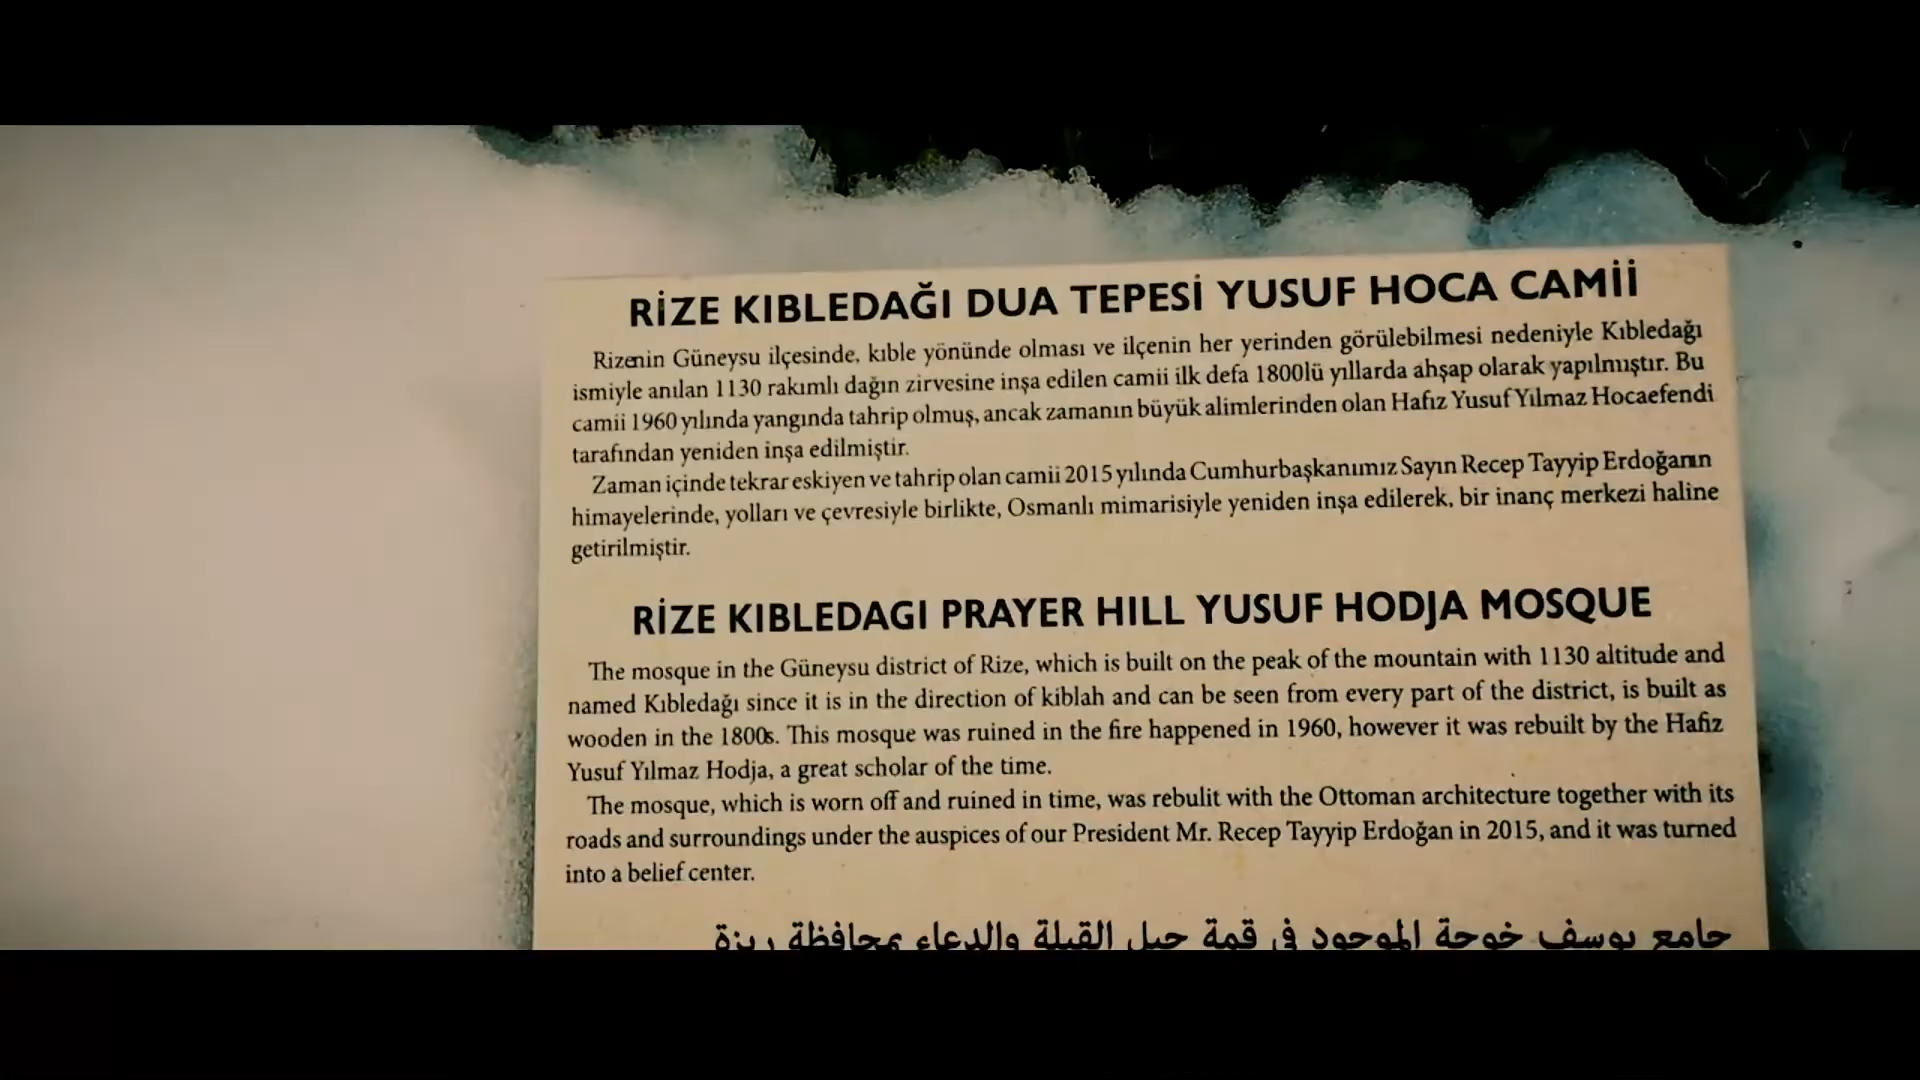 RİZE KIBLEDAĞI DUA TEPESİ YUSUF HOCA CAMİİ
Rizenin Güneysu ilçesinde, kıble yönünde olması ve ilçenin her yerinden görülebilmesi nedeniyle Kıbledağı
ismiyle anılan 1130 rakımlı dağın zirvesine inşa edilen camii ilk defa 1800lü yıllarda ahşap olarak yapılmıştır. Bu
camii 1960 yılında yangında tahrip olmuş, ancak zamanın büyük alimlerinden olan Hafız Yusuf Yılmaz Hocaefendi
tarafından yeniden inşa edilmiştir.
Zaman içinde tekrar eskiyen ve tahrip olan camii 2015 yılında Cumhurbaşkanımız Sayın Recep Tayyip Erdoğanın
himayelerinde, yolları ve çevresiyle birlikte, Osmanlı mimarisiyle yeniden inşa edilerek, bir inanç merkezi haline
getirilmiştir.
RİZE KIBLEDAGI PRAYER HILL YUSUF HODJA MOSQUE
The mosque in the Güneysu district of Rize, which is built on the peak of the mountain with 1130 altitude and
named Kıbledağı since it is in the direction of kiblah and can be seen from every part of the district, is built as
wooden in the 1800s. This mosque was ruined in the fire happened in 1960, however it was rebuilt by the Hafiz
Yusuf Yılmaz Hodja, a great scholar of the time.
The mosque, which is worn off and ruined in time, was rebulit with the Ottoman architecture together with its
roads and surroundings under the auspices of our President Mr. Recep Tayyip Erdoğan in 2015, and it was turned
into a belief center.
جامع يوسف خوجة الموجود في قمة جبل القبلة والدعاء بمحافظة ريزة